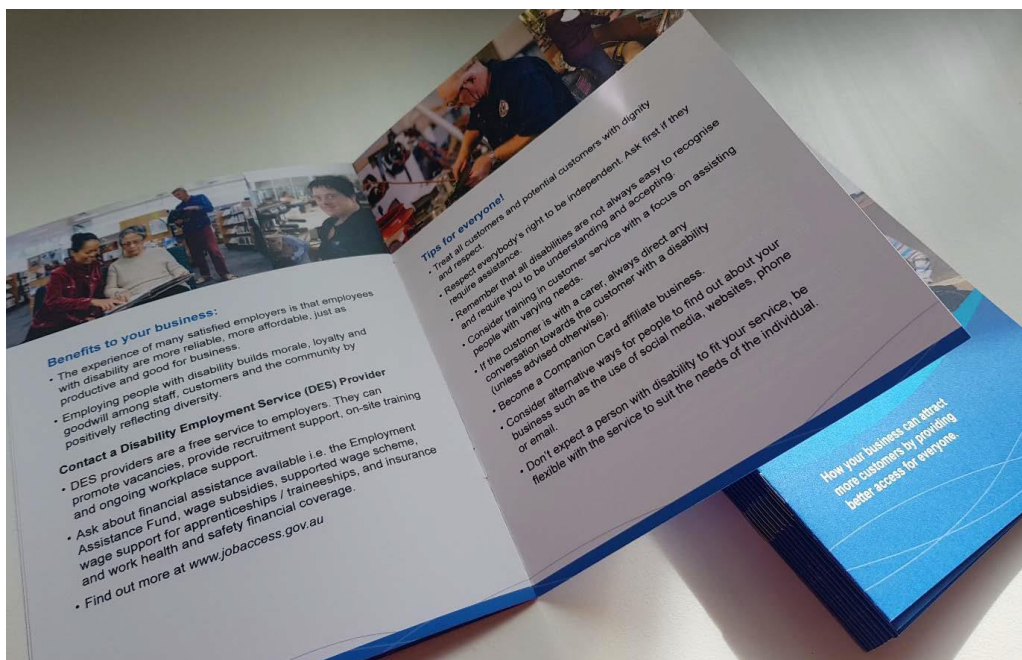 Benefits to your business:
• The experience of many satisfied employers is that employees
with disability are more reliable, more affordable, just as
productive and good for business.
• Employing people with disability builds morale, loyalty and
goodwill among staff, customers and the community by
positively reflecting diversity.
Contact a Disability Employment Service (DES) Provider
• DES providers are a free service to employers. They can
promote vacancies, provide recruitment support, on-site training
and ongoing workplace support.
• Ask about financial assistance available i.e. the Employment
Assistance Fund, wage subsidies, supported wage scheme,
wage support for apprenticeships / traineeships, and insurance
and work health and safety financial coverage.
• Find out more at www.jobaccess.gov.au
Tips for everyone!
• Treat all customers and potential customers with dignity
and respect.
• Respect everybody's right to be independent. Ask first if they
require assistance.
• Remember that all disabilities are not always easy to recognise
and require you to be understanding and accepting.
• Consider training in customer service with a focus on assisting
people with varying needs.
• If the customer is with a carer, always direct any
conversation towards the customer with a disability
(unless advised otherwise).
• Become a Companion Card affiliate business.
• Consider alternative ways for people to find out about your
business such as the use of social media, websites, phone
or email.
• Don't expect a person with disability to fit your service, be
flexible with the service to suit the needs of the individual.
How your business can attract
more customers by providing
better access for everyone.